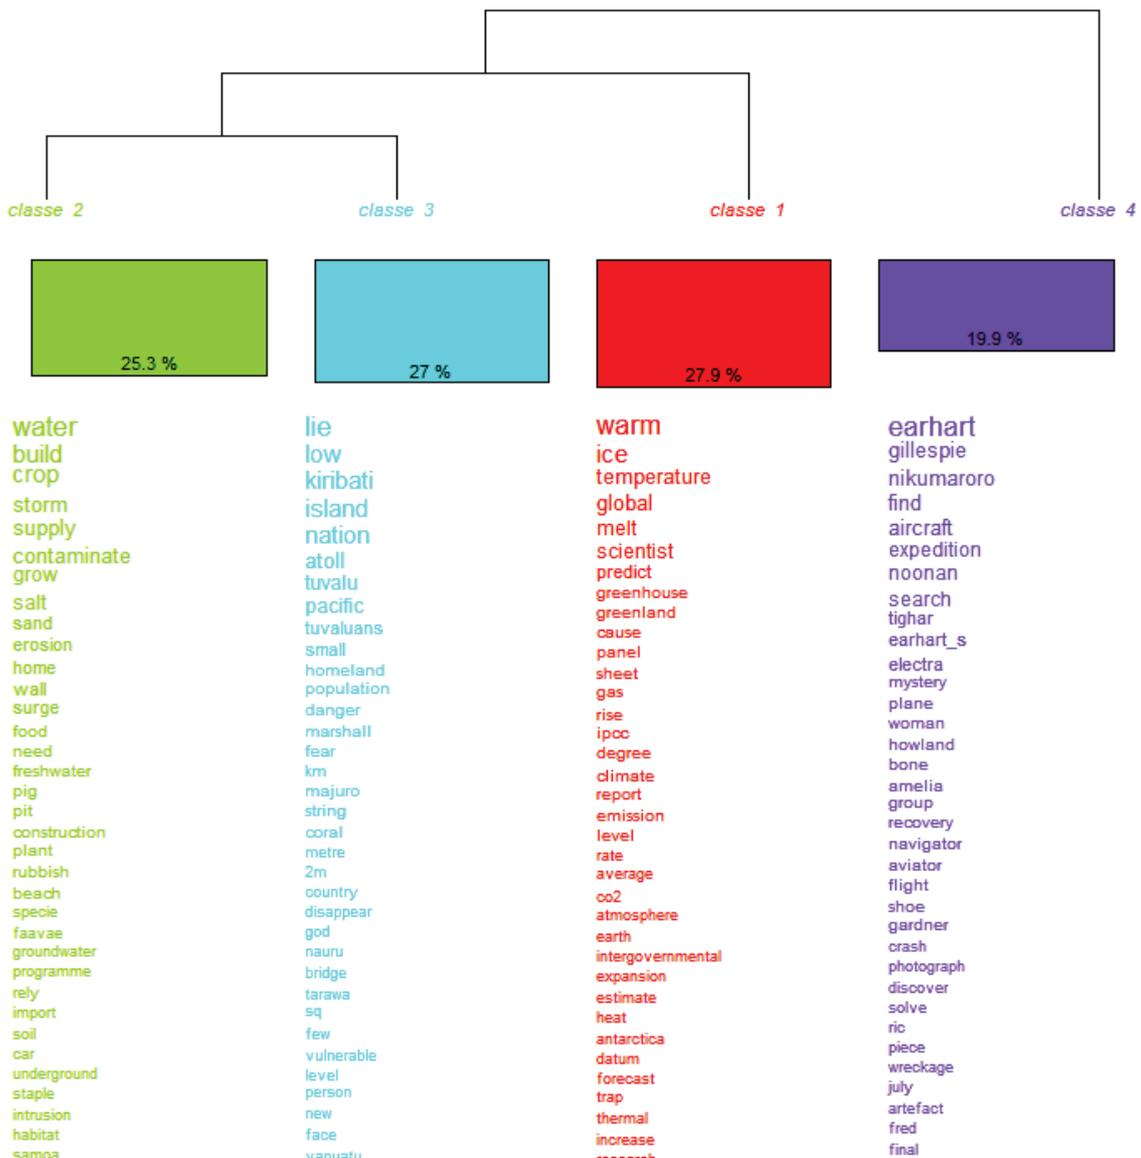 classe 2
classe 3
classe 1
classe 4
25.3 %
27 %
27.9 %
19.9 %
water
build
crop
storm
supply
contaminate
grow
salt
sand
erosion
home
wall
surge
food
need
freshwater
pig
pit
construction
plant
rubbish
beach
specie
faavae
groundwater
programme
rely
import
soil
car
underground
staple
intrusion
habitat
samoa
lie
low
kiribati
island
nation
atoll
tuvalu
pacific
tuvaluans
small
homeland
population
danger
marshall
fear
km
majuro
string
coral
metre
2m
country
disappear
god
nauru
bridge
tarawa
sq
few
vulnerable
level
person
new
face
vanuatu
warm
ice
temperature
global
melt
scientist
predict
greenhouse
greenland
cause
panel
sheet
gas
rise
ipcc
degree
climate
report
emission
level
rate
average
co2
atmosphere
earth
intergovernmental
expansion
estimate
heat
antarctica
datum
forecast
trap
thermal
increase
research
earhart
gillespie
nikumaroro
find
aircraft
expedition
noonan
search
tighar
earhart_s
electra
mystery
plane
woman
howland
bone
amelia
group
recovery
navigator
aviator
flight
shoe
gardner
crash
photograph
discover
solve
ric
piece
wreckage
july
artefact
fred
final